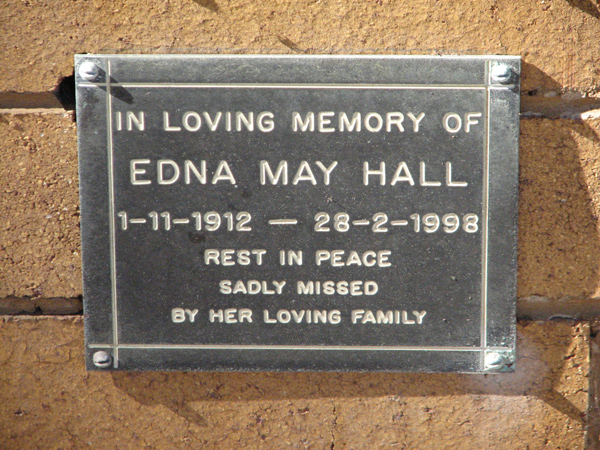 IN LOVING MEMORY OF
EDNA MAY HALL
1-11-1912 — 28-2-1998
REST IN PEACE
SADLY MISSED
BY HER LOVING FAMILY